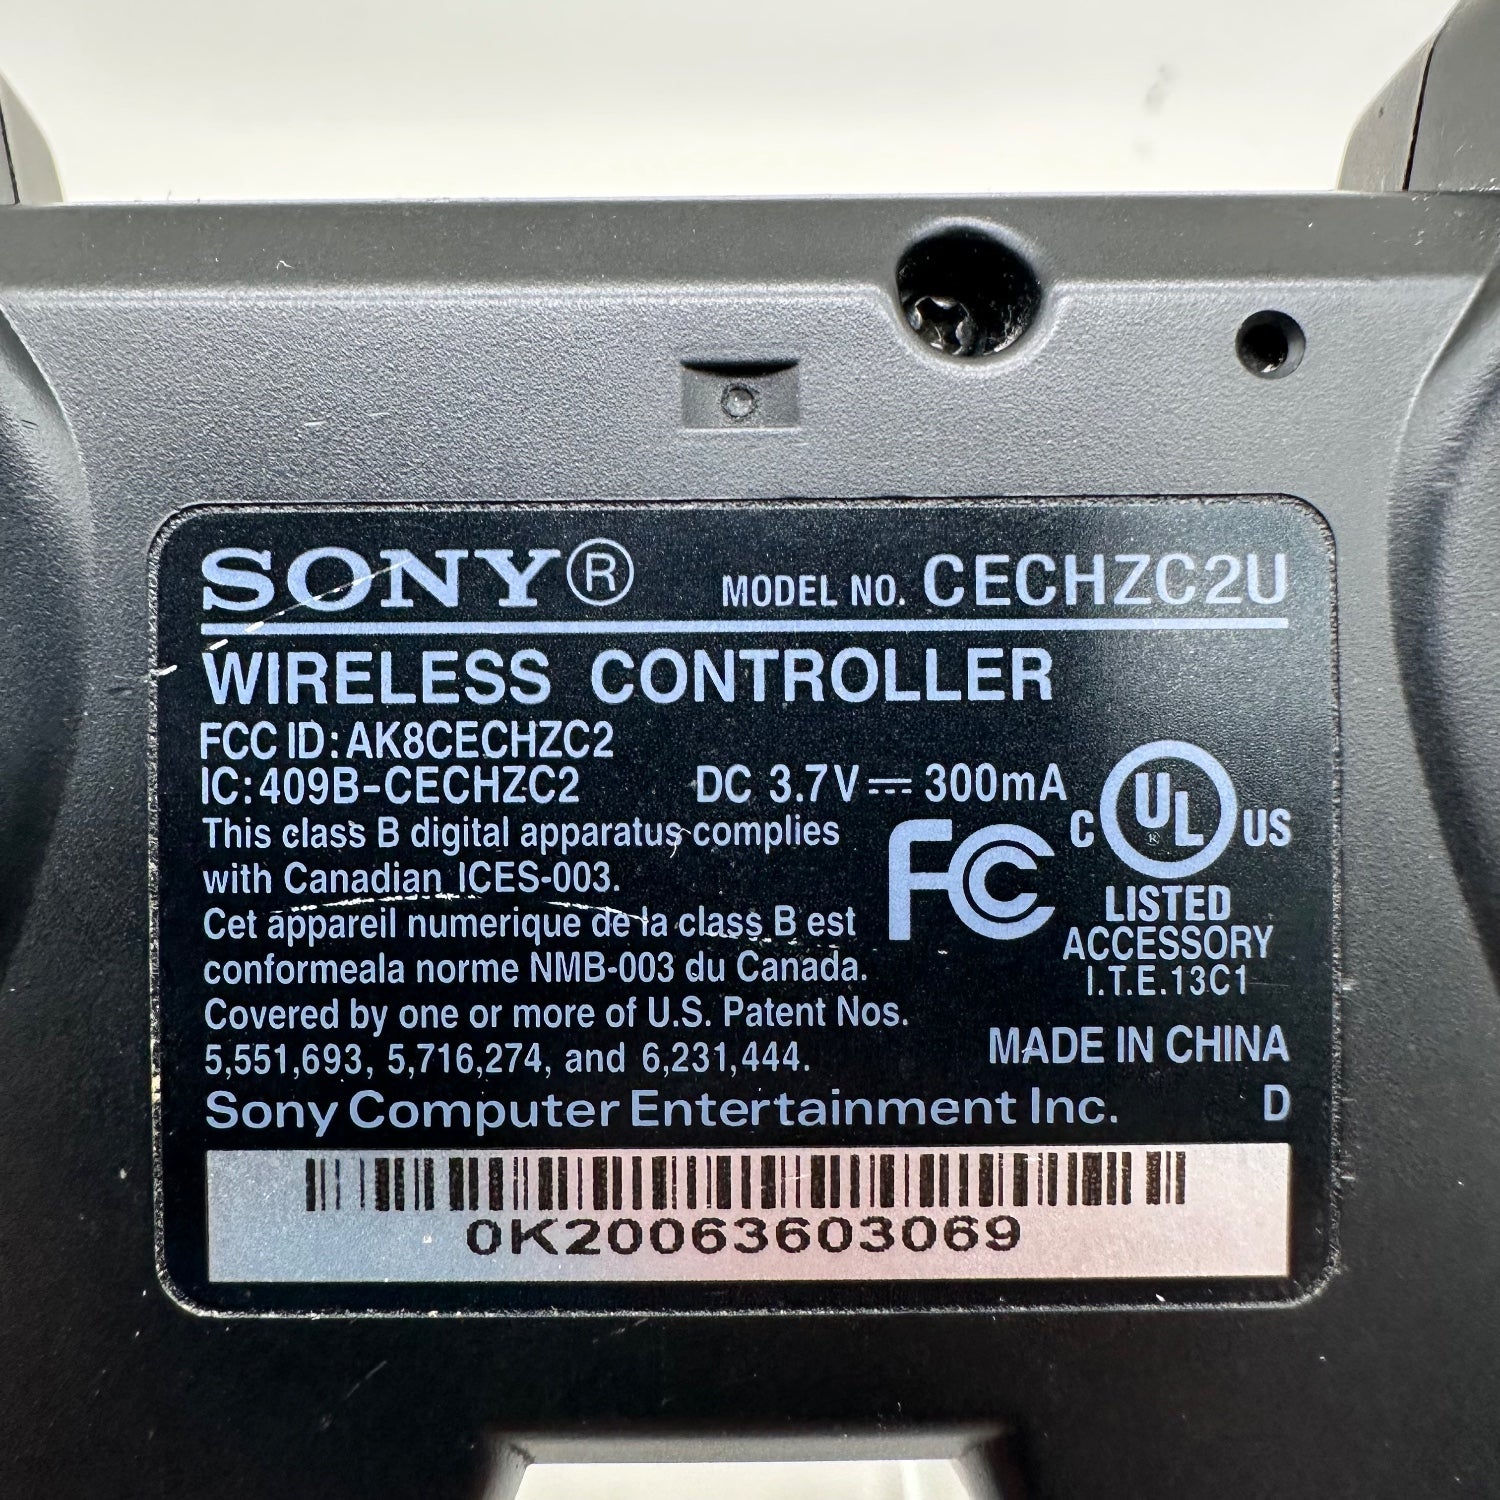 SONY® MODEL NO. CECHZC2U
WIRELESS CONTROLLER
FCC ID: AK8CECHZC2
IC: 409B-CECHZC2 DC 3.7V⎓300mA
This class B digital apparatus complies
with Canadian ICES-003.
Cet appareil numerique de la class B est
conformeala norme NMB-003 du Canada.
Covered by one or more of U.S. Patent Nos.
5,551,693, 5,716,274, and 6,231,444.
FC
C UL® US
LISTED
ACCESSORY
I.T.E.13C1
MADE IN CHINA
Sony Computer Entertainment Inc. D
0K20063603069